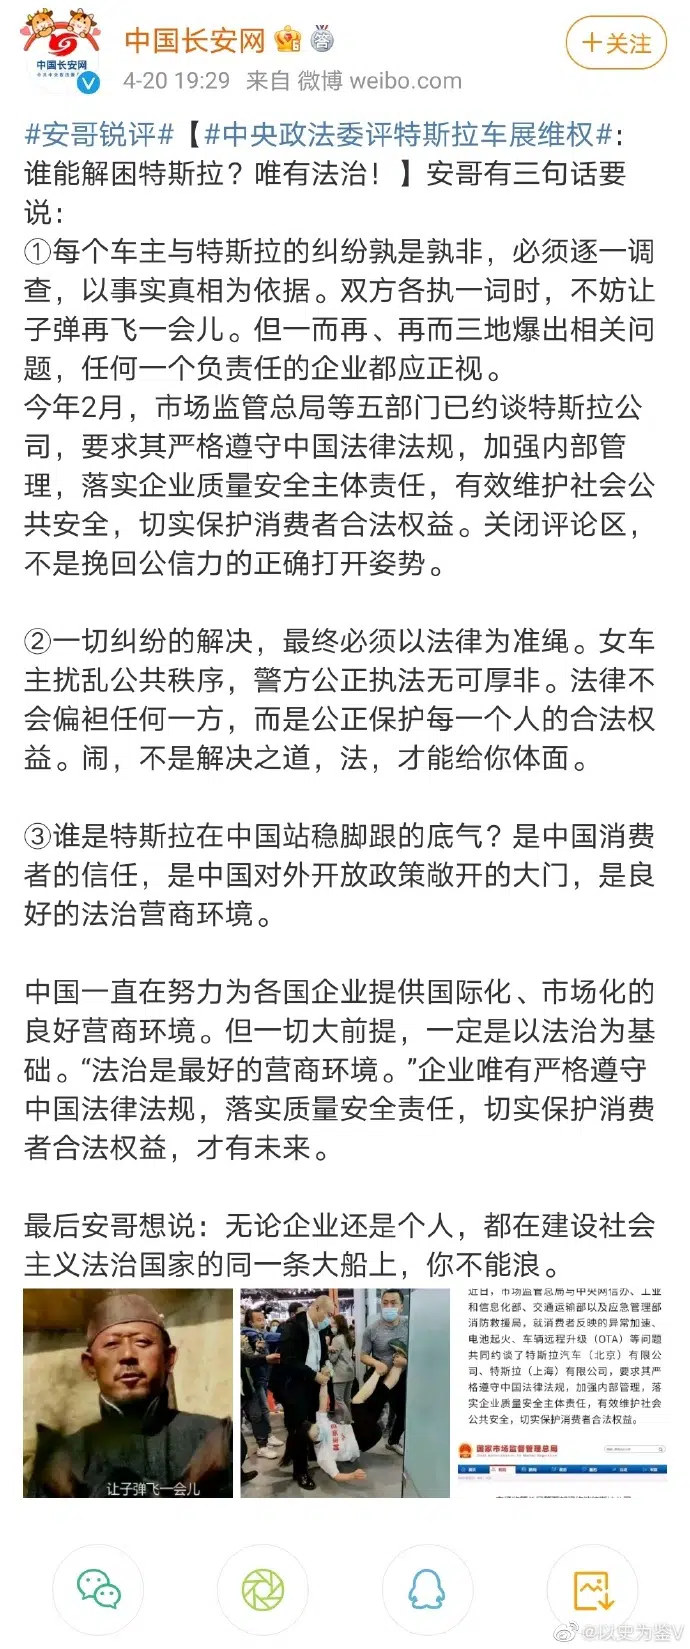 中国长安网
中国长安网
+关注
4-20 19:29 来自 微博 weibo.com
#安哥锐评#【#中央政法委评特斯拉车展维权#：
谁能解困特斯拉？唯有法治！】安哥有三句话要
说：
①每个车主与特斯拉的纠纷孰是孰非，必须逐一调
查，以事实真相为依据。双方各执一词时，不妨让
子弹再飞一会儿。但一而再、再而三地爆出相关问
题，任何一个负责任的企业都应正视。
今年2月，市场监管总局等五部门已约谈特斯拉公
司，要求其严格遵守中国法律法规，加强内部管
理，落实企业质量安全主体责任，有效维护社会公
共安全，切实保护消费者合法权益。关闭评论区，
不是挽回公信力的正确打开姿势。
②一切纠纷的解决，最终必须以法律为准绳。女车
主扰乱公共秩序，警方公正执法无可厚非。法律不
会偏袒任何一方，而是公正保护每一个人的合法权
益。闹，不是解决之道，法，才能给你体面。
③谁是特斯拉在中国站稳脚跟的底气？是中国消费
者的信任，是中国对外开放政策敞开的大门，是良
好的法治营商环境。
中国一直在努力为各国企业提供国际化、市场化的
良好营商环境。但一切大前提，一定是以法治为基
础。“法治是最好的营商环境。”企业唯有严格遵守
中国法律法规，落实质量安全责任，切实保护消费
者合法权益，才有未来。
最后安哥想说：无论企业还是个人，都在建设社会
主义法治国家的同一条大船上，你不能浪。
让子弹飞一会儿
近日，市场监管总局与中央网信办、工业
和信息化部、交通运输部以及应急管理部
消防救援局，就消费者反映的异常加速、
电池起火、车辆远程升级（OTA）等问题
共同约谈了特斯拉汽车（北京）有限公
司、特斯拉（上海）有限公司，要求其严
格遵守中国法律法规，加强内部管理，落
实企业质量安全主体责任，有效维护社会
公共安全，切实保护消费者合法权益。
国家市场监督管理总局
@以史为鉴V